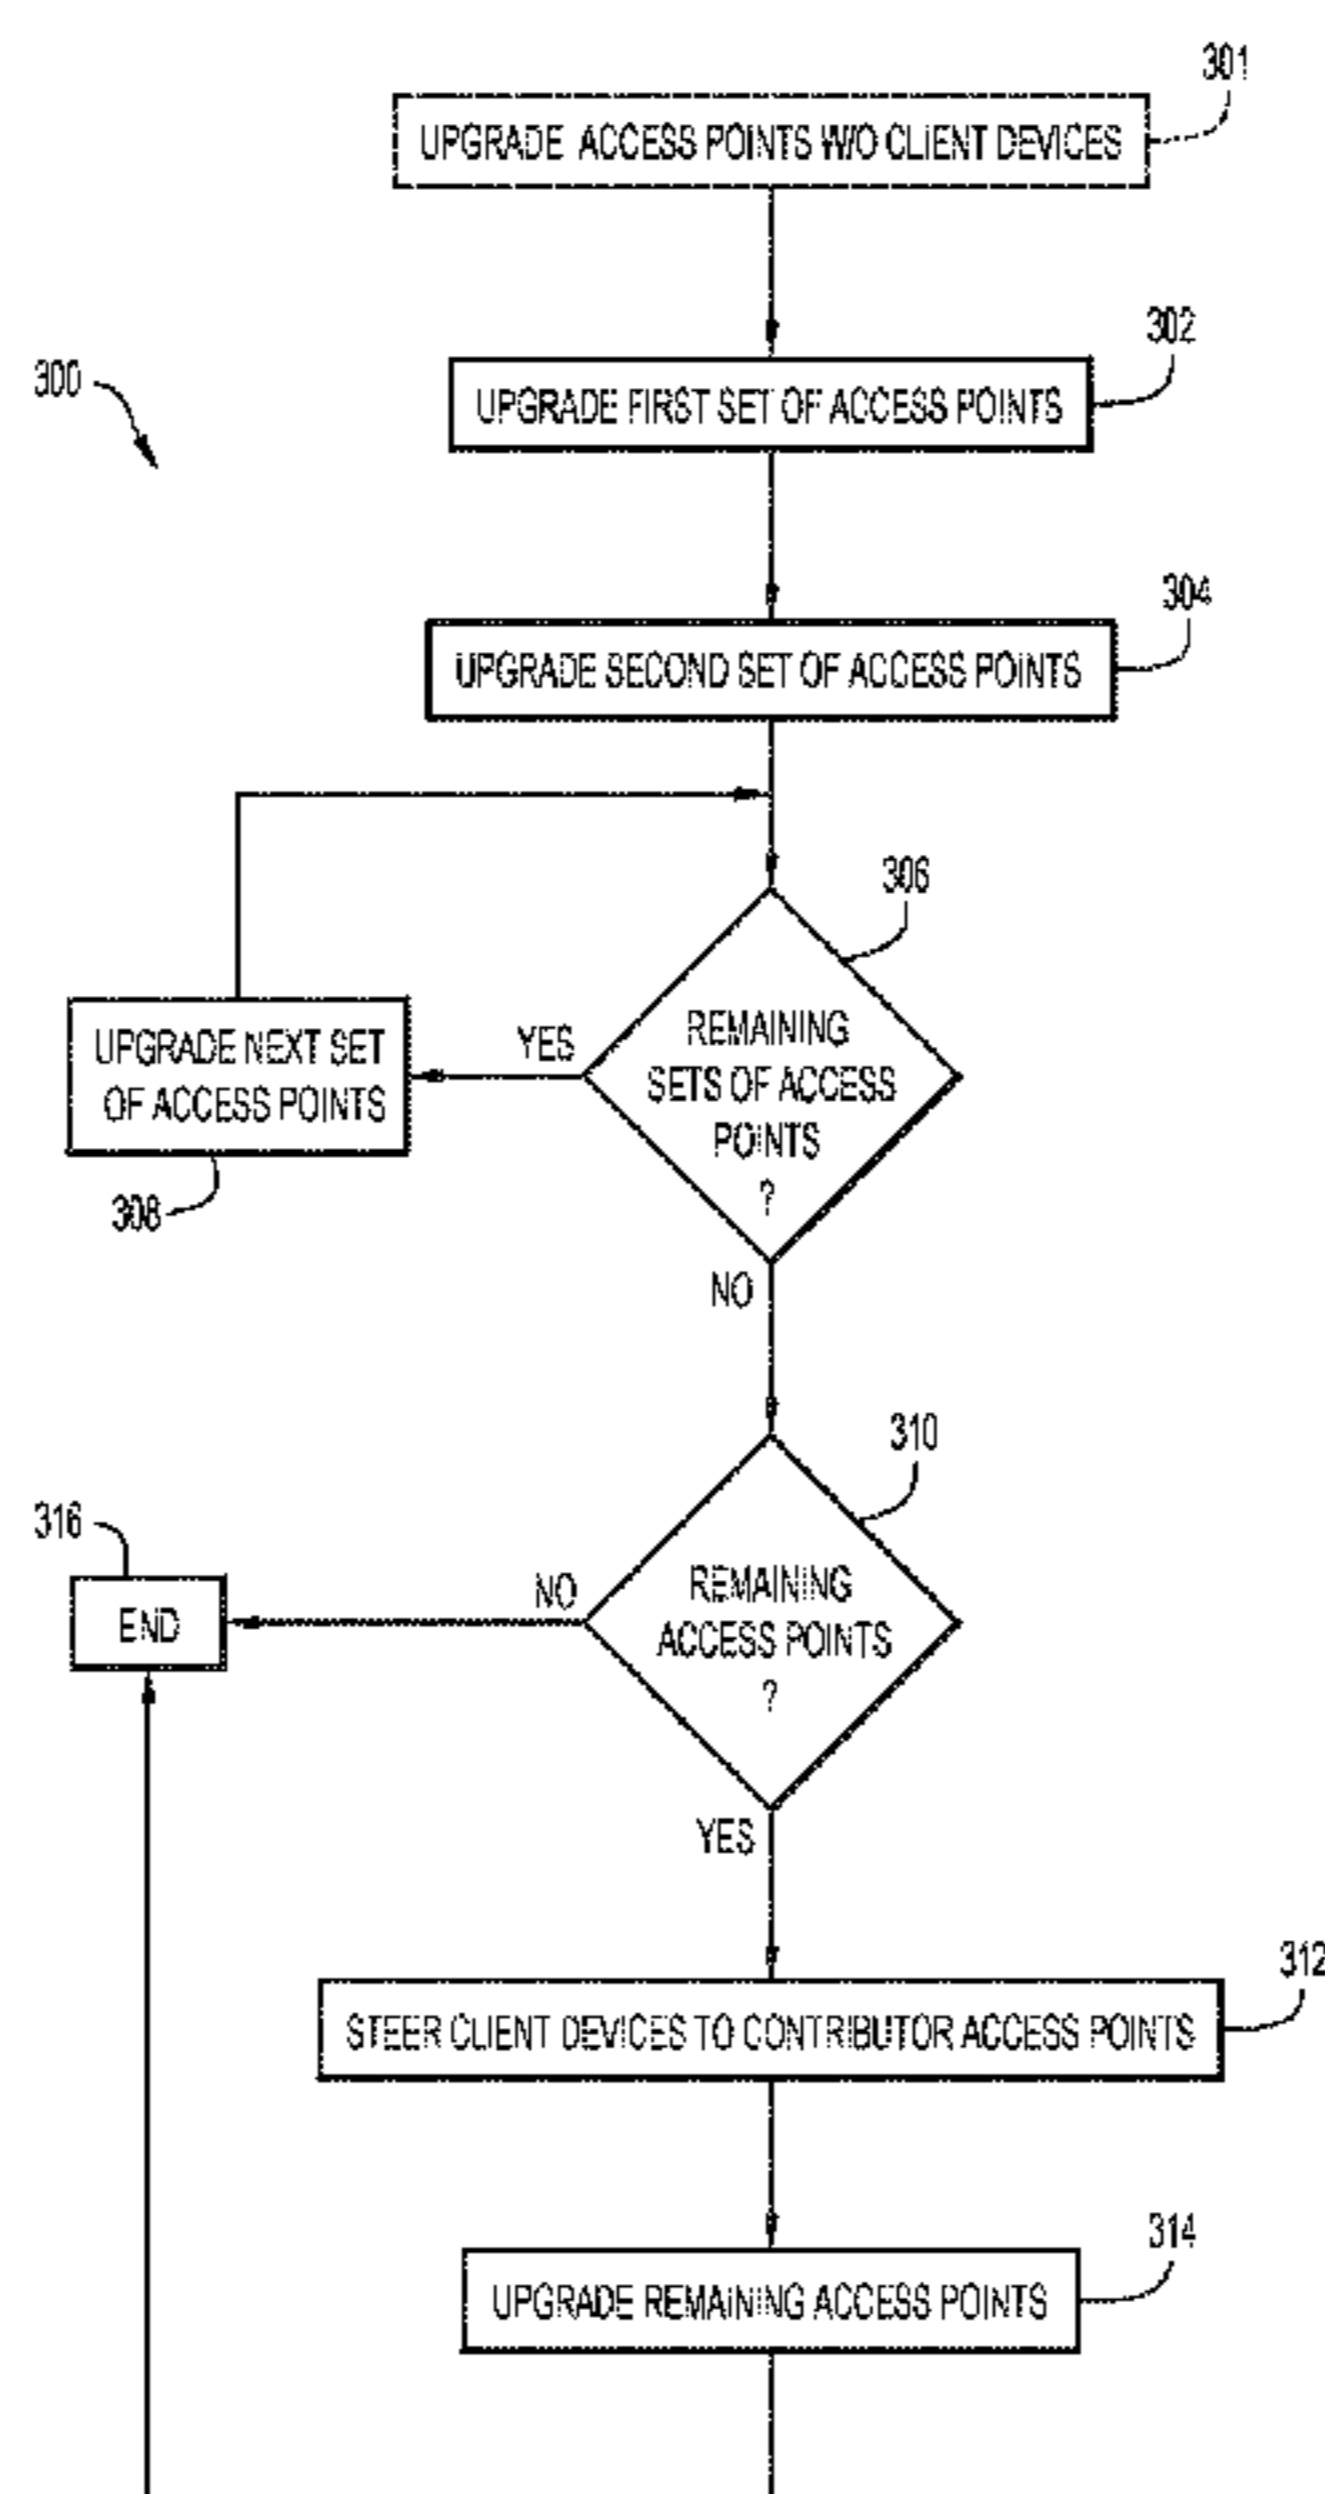 301
UPGRADE ACCESS POINTS W/O CLIENT DEVICES
302
300
UPGRADE FIRST SET OF ACCESS POINTS
304
UPGRADE SECOND SET OF ACCESS POINTS
306
REMAINING
SETS OF ACCESS
POINTS
?
YES
UPGRADE NEXT SET
OF ACCESS POINTS
308
NO
310
316
REMAINING
ACCESS POINTS
?
NO
END
YES
312
STEER CLIENT DEVICES TO CONTRIBUTOR ACCESS POINTS
314
UPGRADE REMAINING ACCESS POINTS